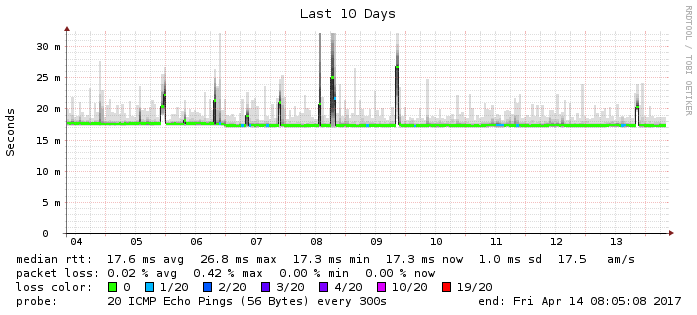 Last 10 Days
RRDTOOL / TOBI OETIKER
Seconds
30 m
25 m
20 m
15 m
10 m
5 m
0
04 05 06 07 08 09 10 11 12 13
median rtt: 17.6 ms avg 26.8 ms max 17.3 ms min 17.3 ms now 1.0 ms sd 17.5 am/s
packet loss: 0.02 % avg 0.42 % max 0.00 % min 0.00 % now
loss color: 0 1/20 2/20 3/20 4/20 10/20 19/20
probe: 20 ICMP Echo Pings (56 Bytes) every 300s end: Fri Apr 14 08:05:08 2017